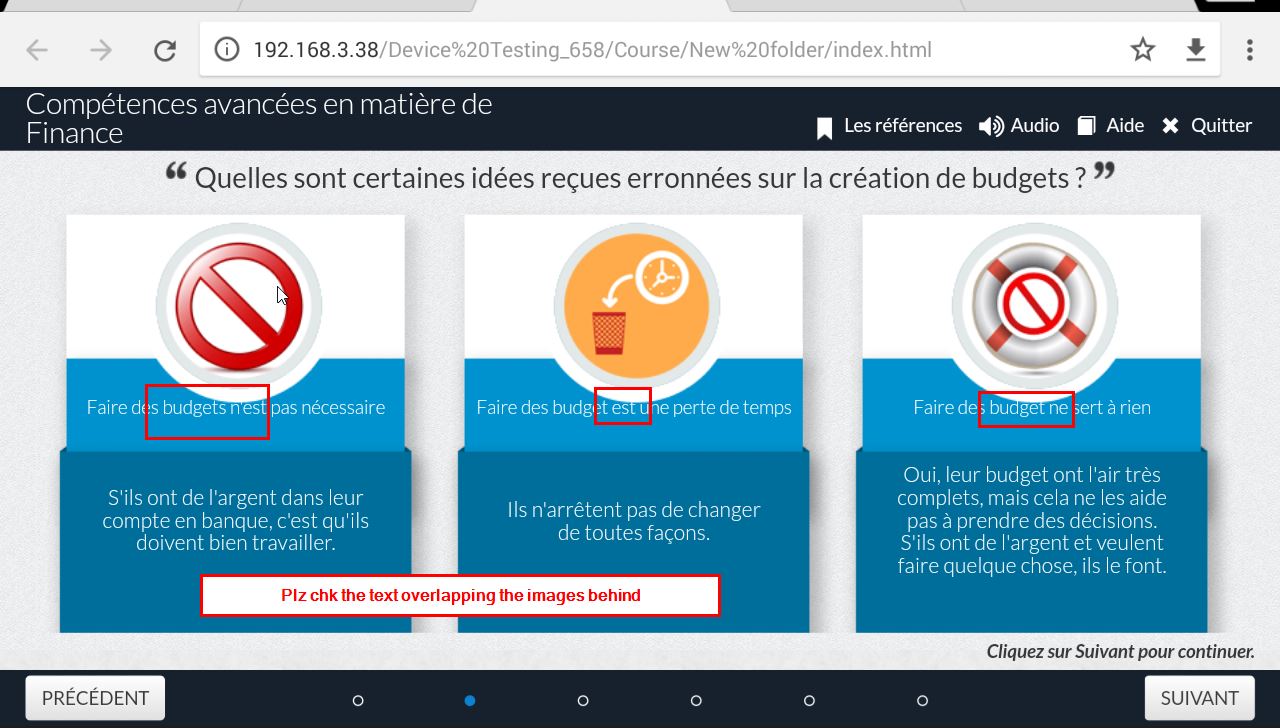 192.168.3.38/Device%20Testing_658/Course/New%20folder/index.html
Compétences avancées en matière de
Finance
Les références Audio Aide Quitter
“ Quelles sont certaines idées reçues erronnées sur la création de budgets ? ”
Faire des budgets n'est pas nécessaire
S'ils ont de l'argent dans leur
compte en banque, c'est qu'ils
doivent bien travailler.
Faire des budget est une perte de temps
Ils n'arrêtent pas de changer
de toutes façons.
Faire des budget ne sert à rien
Oui, leur budget ont l'air très
complets, mais cela ne les aide
pas à prendre des décisions.
S'ils ont de l'argent et veulent
faire quelque chose, ils le font.
Plz chk the text overlapping the images behind
Cliquez sur Suivant pour continuer.
PRÉCÉDENT
SUIVANT